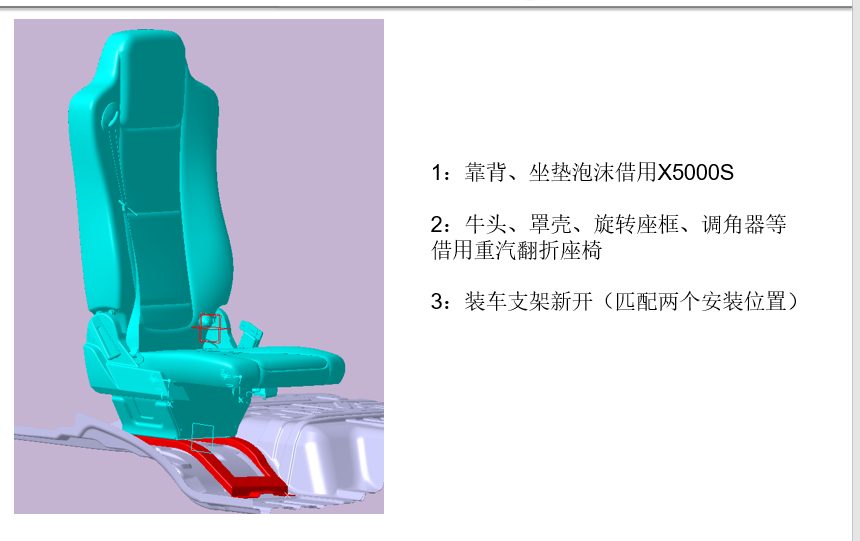 1：靠背、坐垫泡沫借用X5000S
2：牛头、罩壳、旋转座框、调角器等
借用重汽翻折座椅
3：装车支架新开（匹配两个安装位置）